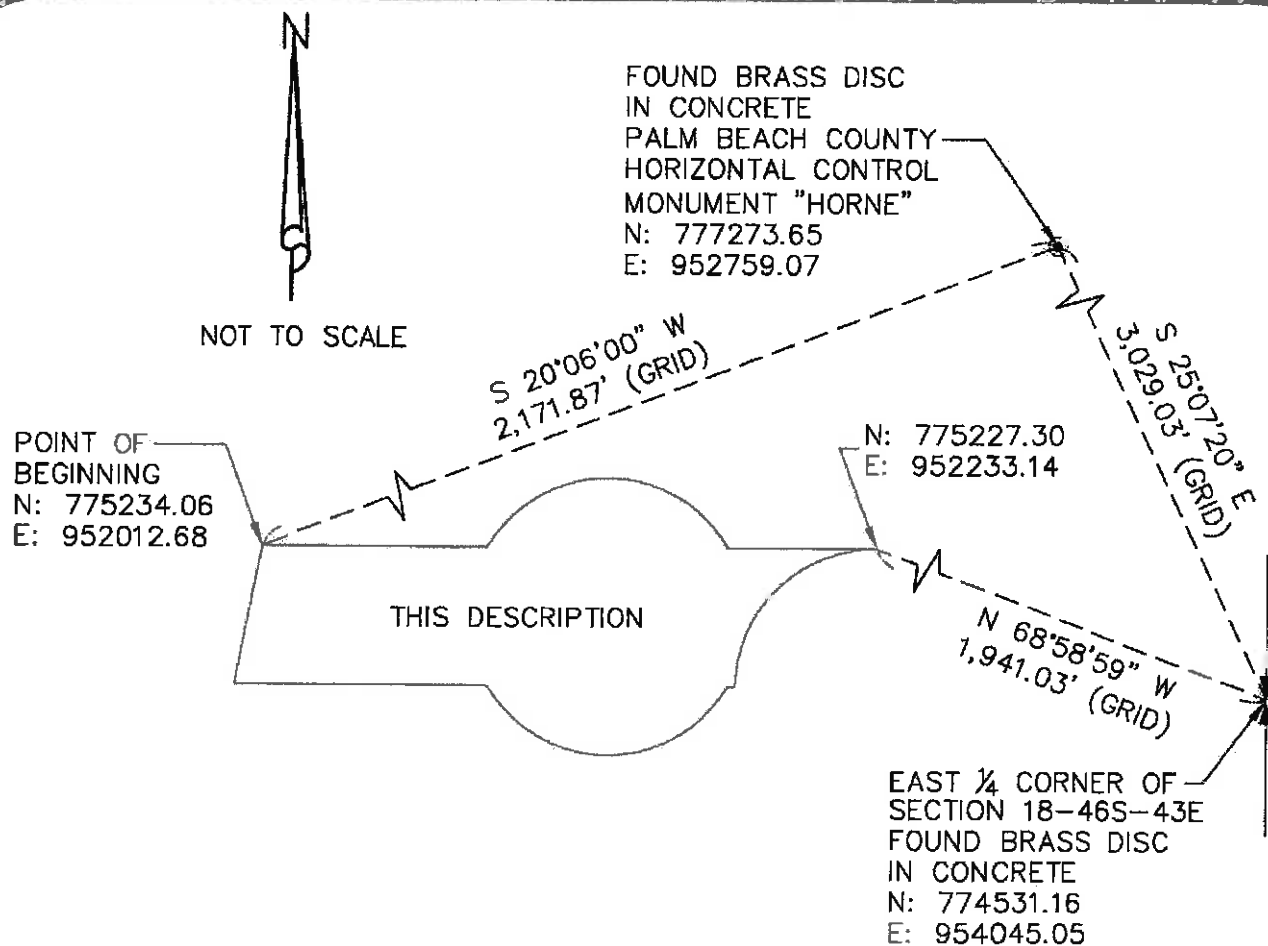 N
NOT TO SCALE
FOUND BRASS DISC
IN CONCRETE
PALM BEACH COUNTY
HORIZONTAL CONTROL
MONUMENT "HORNE"
N: 777273.65
E: 952759.07
S 20°06'00" W
2,171.87' (GRID)
S 25°07'20" E
3,029.03' (GRID)
POINT OF
BEGINNING
N: 775234.06
E: 952012.68
N: 775227.30
E: 952233.14
THIS DESCRIPTION
N 68°58'59" W
1,941.03' (GRID)
EAST ¼ CORNER OF
SECTION 18-46S-43E
FOUND BRASS DISC
IN CONCRETE
N: 774531.16
E: 954045.05